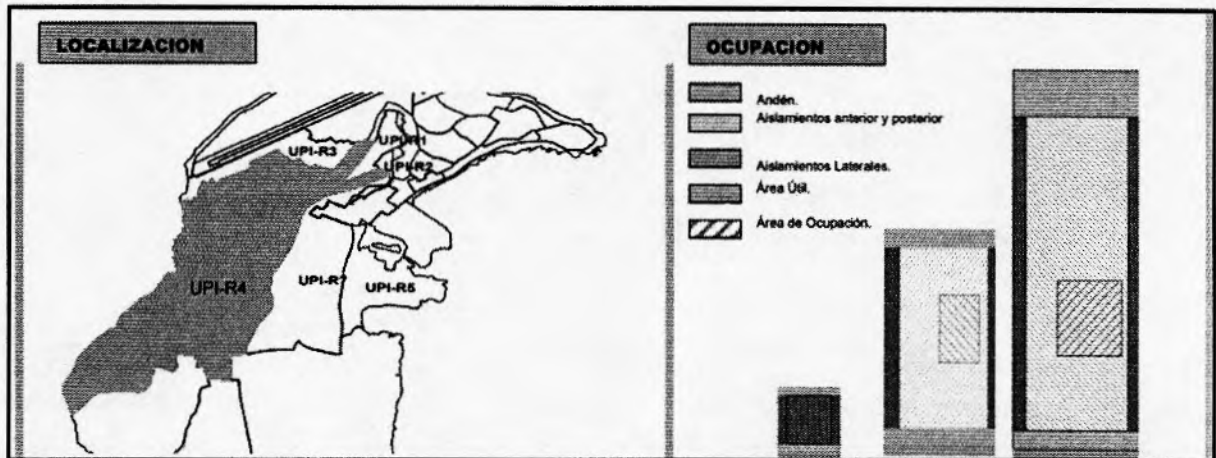 LOCALIZACION
UPI-R1
UPI-R3
UPI-R2
UPI-R4
UPI-R5
OCUPACION
Andén.
Aislamientos anterior y posterior
Aislamientos Laterales.
Área Útil.
Área de Ocupación.